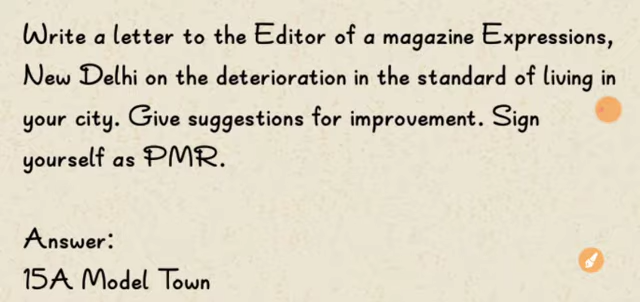 Write a letter to the Editor of a magazine Expressions,
New Delhi on the deterioration in the standard of living in
your city. Give suggestions for improvement. Sign
yourself as PMR.
Answer:
15A Model Town